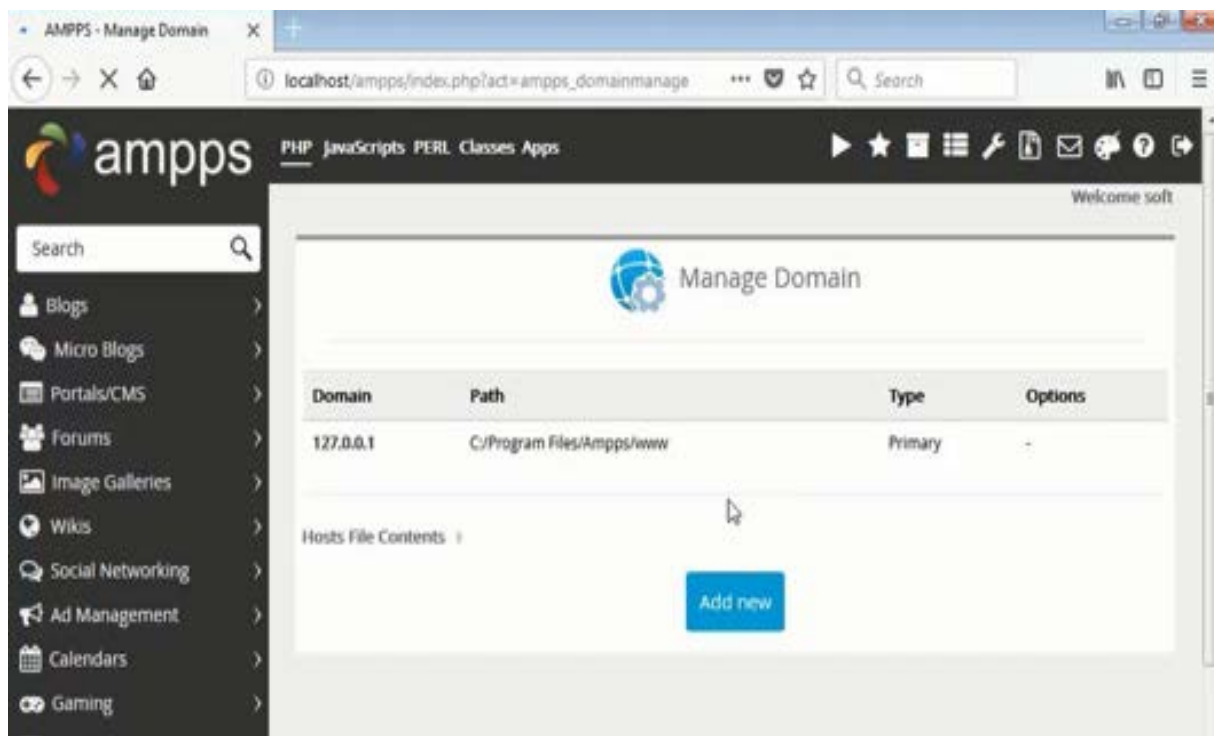 AMPPS - Manage Domain
localhost/ampps/index.php?act=ampps_domainmanage
Search
ampps
PHP JavaScripts PERL Classes Apps
Welcome soft
Search
Manage Domain
Blogs
Micro Blogs
Portals/CMS
Forums
Image Galleries
Wikis
Social Networking
Ad Management
Calendars
Gaming
Domain Path Type Options
127.0.0.1 C:/Program Files/Ampps/www Primary -
Hosts File Contents
Add new